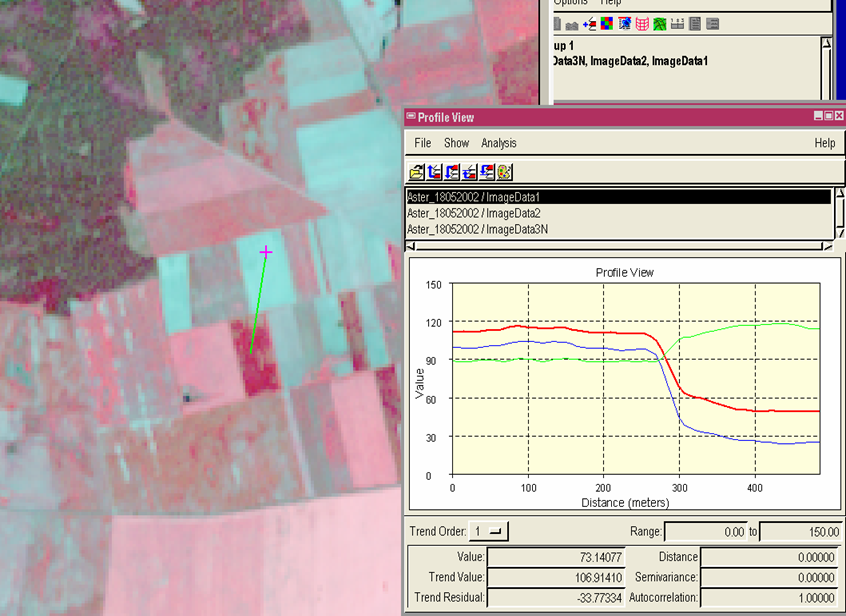 Options Help
up 1
Data3N, ImageData2, ImageData1
Profile View
File Show Analysis Help
Aster_18052002 / ImageData1
Aster_18052002 / ImageData2
Aster_18052002 / ImageData3N
Profile View
150
120
90
60
30
0
Value
0 100 200 300 400
Distance (meters)
Trend Order: 1 Range: 0.00 to 150.00
Value: 73.14077 Distance 0.00000
Trend Value: 106.91410 Semivariance: 0.00000
Trend Residual: -33.77334 Autocorrelation: 1.00000